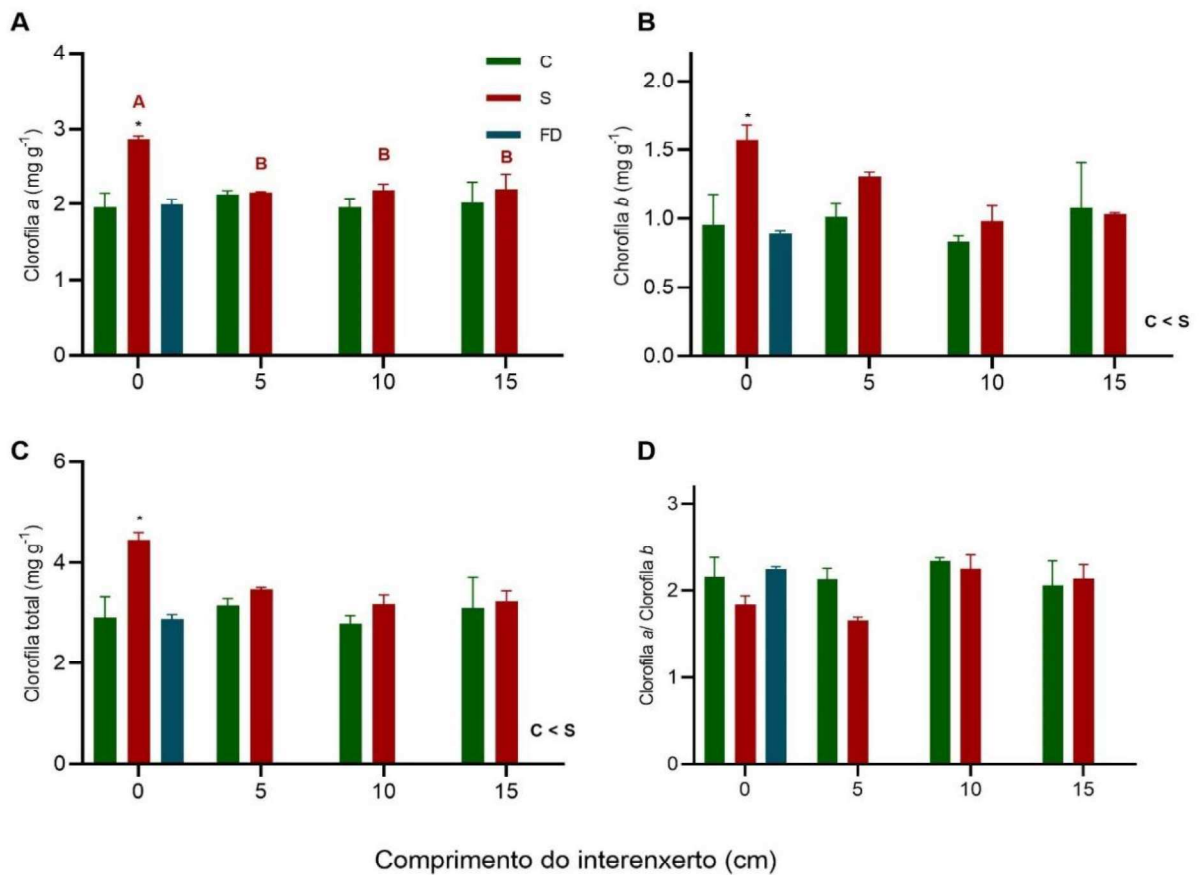 A
Clorofila a (mg g⁻¹)
4
3
2
1
0
A
*
B
B
B
C
S
FD
0
5
10
15
B
Chorofila b (mg g⁻¹)
2.0
1.5
1.0
0.5
0.0
*
C < S
0
5
10
15
C
Clorofila total (mg g⁻¹)
6
4
2
0
*
C < S
0
5
10
15
D
Clorofila a/ Clorofila b
3
2
1
0
0
5
10
15
Comprimento do interenxerto (cm)